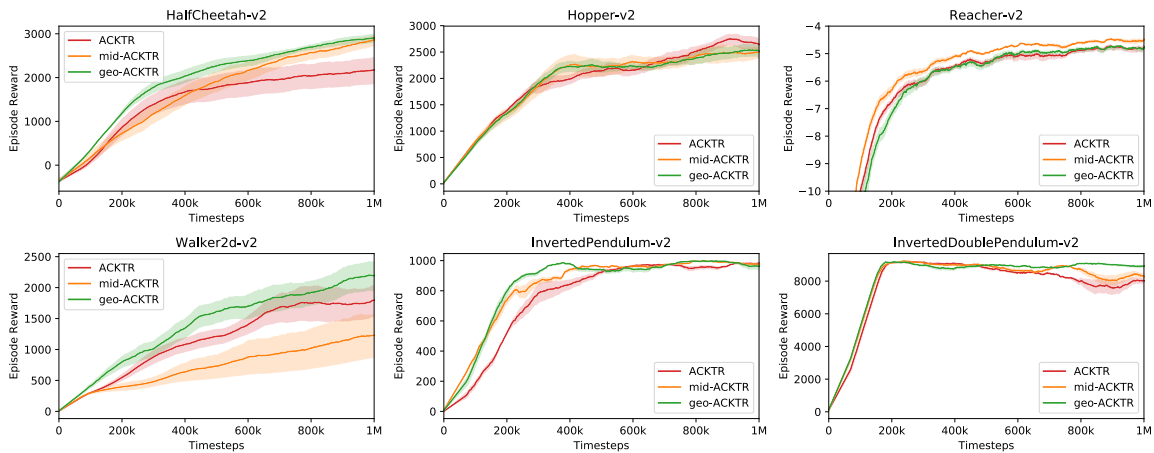 HalfCheetah-v2
Episode Reward
3000
2000
1000
0
ACKTR
mid-ACKTR
geo-ACKTR
0 200k 400k 600k 800k 1M
Timesteps
Hopper-v2
Episode Reward
3000
2500
2000
1500
1000
500
0
ACKTR
mid-ACKTR
geo-ACKTR
0 200k 400k 600k 800k 1M
Timesteps
Reacher-v2
Episode Reward
−4
−5
−6
−7
−8
−9
−10
ACKTR
mid-ACKTR
geo-ACKTR
0 200k 400k 600k 800k 1M
Timesteps
Walker2d-v2
Episode Reward
2500
2000
1500
1000
500
0
ACKTR
mid-ACKTR
geo-ACKTR
0 200k 400k 600k 800k 1M
Timesteps
InvertedPendulum-v2
Episode Reward
1000
800
600
400
200
0
ACKTR
mid-ACKTR
geo-ACKTR
0 200k 400k 600k 800k 1M
Timesteps
InvertedDoublePendulum-v2
Episode Reward
8000
6000
4000
2000
0
ACKTR
mid-ACKTR
geo-ACKTR
0 200k 400k 600k 800k 1M
Timesteps